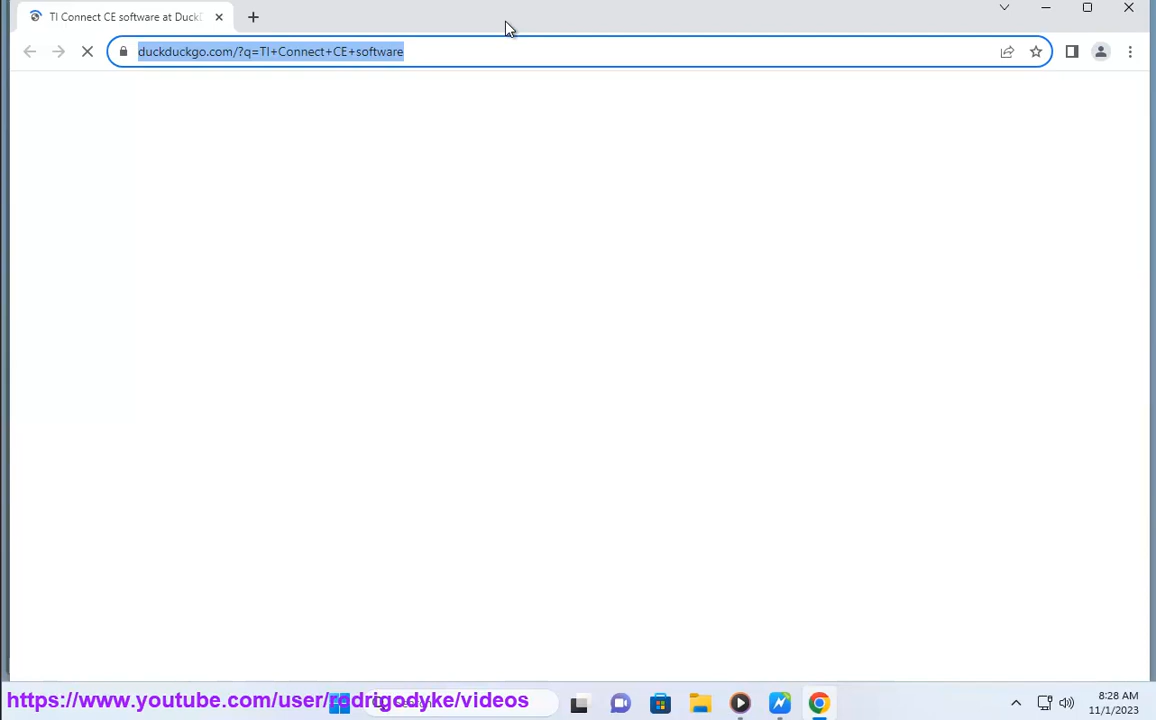 TI Connect CE software at Duck
duckduckgo.com/?q=TI+Connect+CE+software
https://www.youtube.com/user/redrigodyke/videos
8:28 AM
11/1/2023